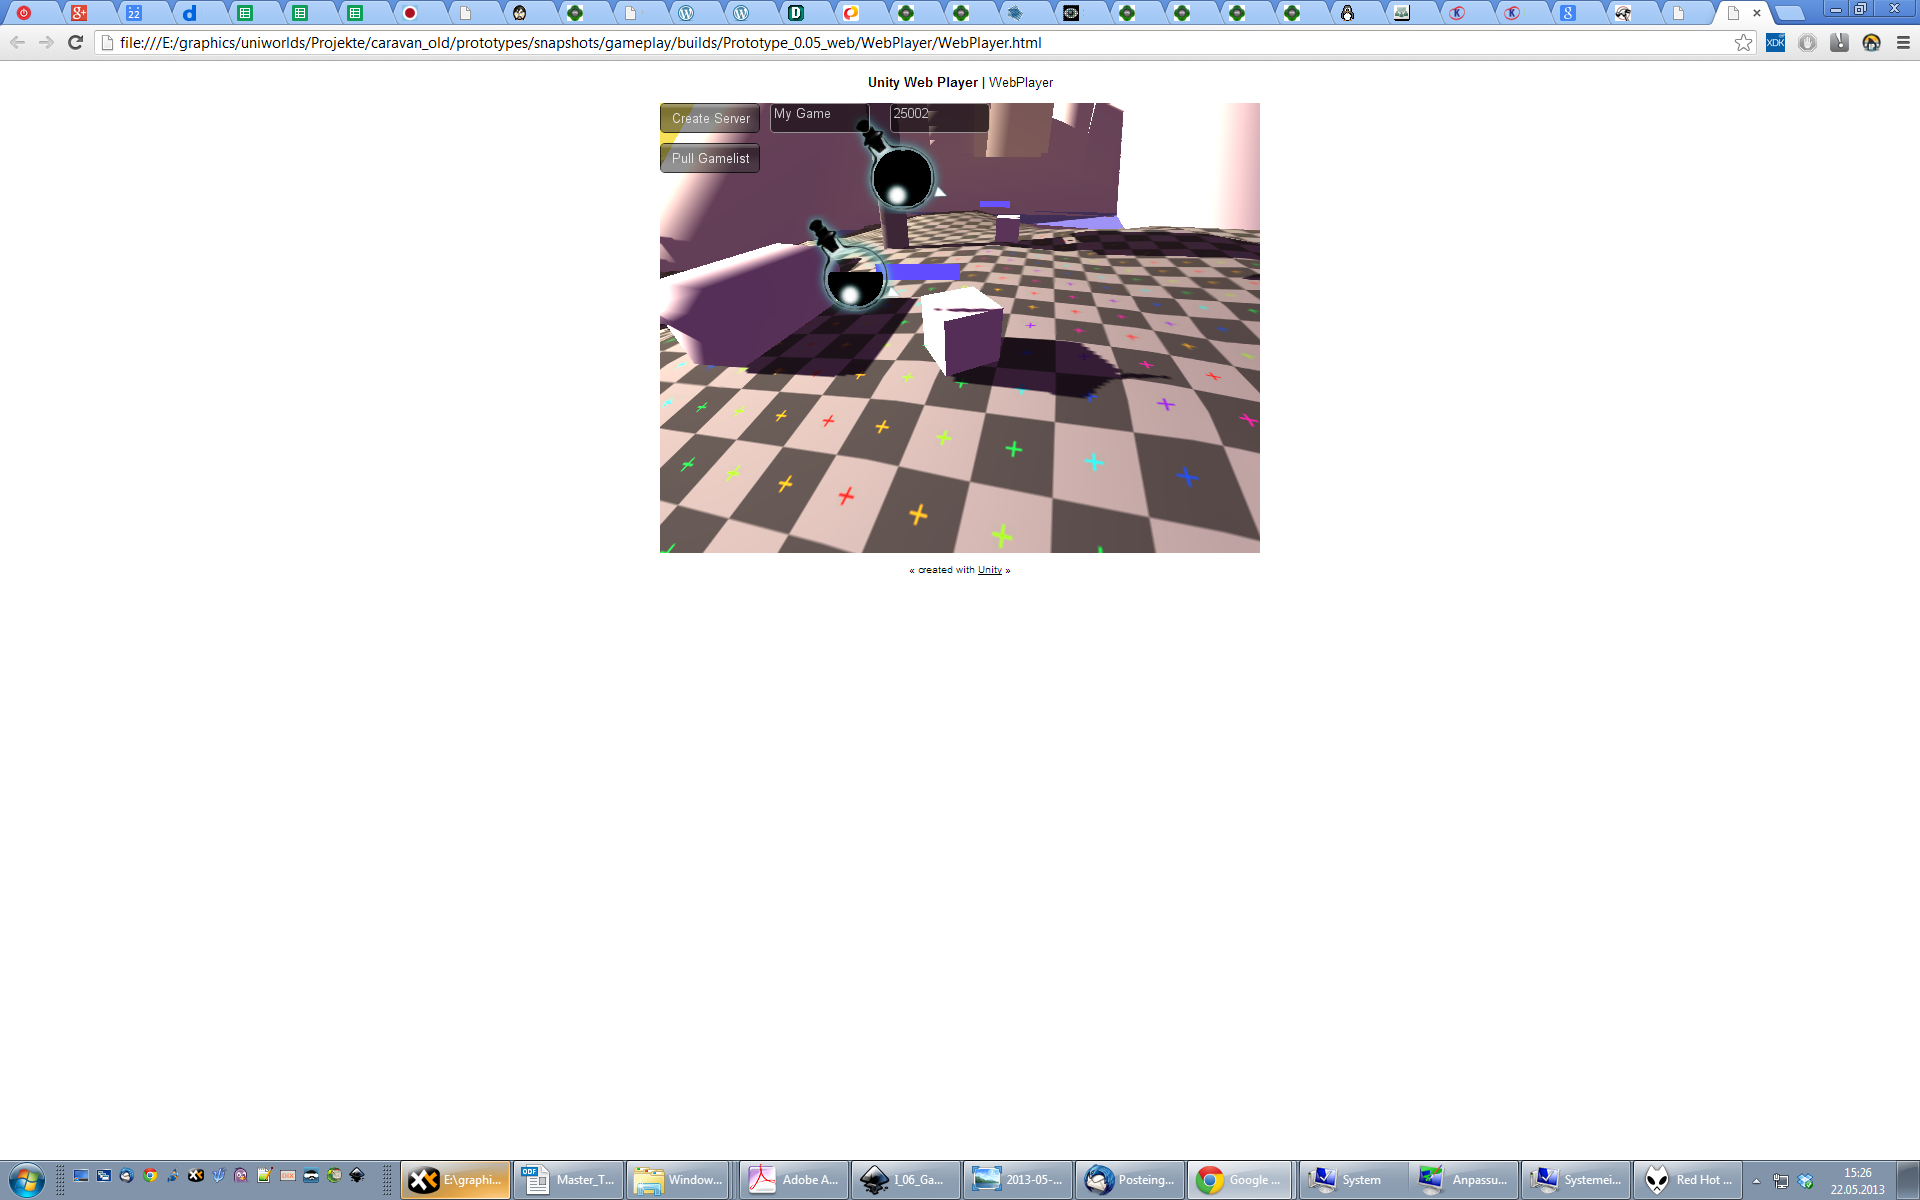 22
file:///E:/graphics/uniworlds/Projekte/caravan_old/prototypes/snapshots/gameplay/builds/Prototype_0.05_web/WebPlayer/WebPlayer.html
XDK
Unity Web Player | WebPlayer
Create Server
My Game
25002
Pull Gamelist
« created with Unity »
E:\graphi...
Master_T...
Window...
Adobe A...
I_06_Ga...
2013-05-...
Posteing...
Google ...
System
Anpassu...
Systemei...
Red Hot ...
15:26
22.05.2013